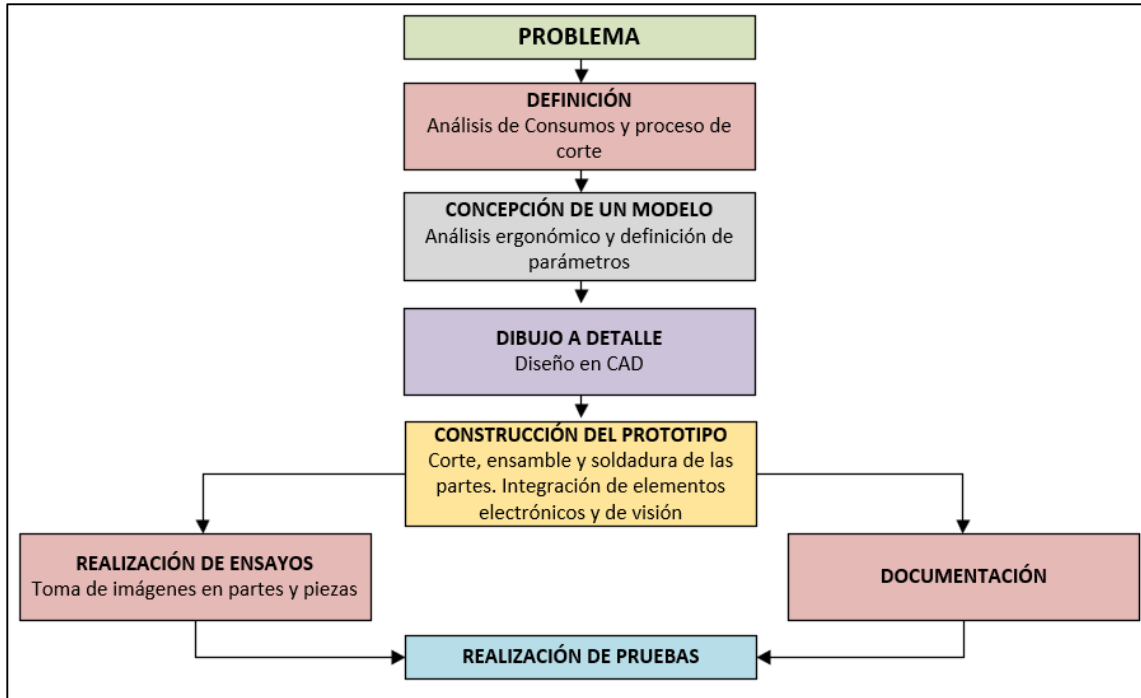 PROBLEMA
DEFINICIÓN
Análisis de Consumos y proceso de
corte
CONCEPCIÓN DE UN MODELO
Análisis ergonómico y definición de
parámetros
DIBUJO A DETALLE
Diseño en CAD
CONSTRUCCIÓN DEL PROTOTIPO
Corte, ensamble y soldadura de las
partes. Integración de elementos
electrónicos y de visión
REALIZACIÓN DE ENSAYOS
Toma de imágenes en partes y piezas
DOCUMENTACIÓN
REALIZACIÓN DE PRUEBAS